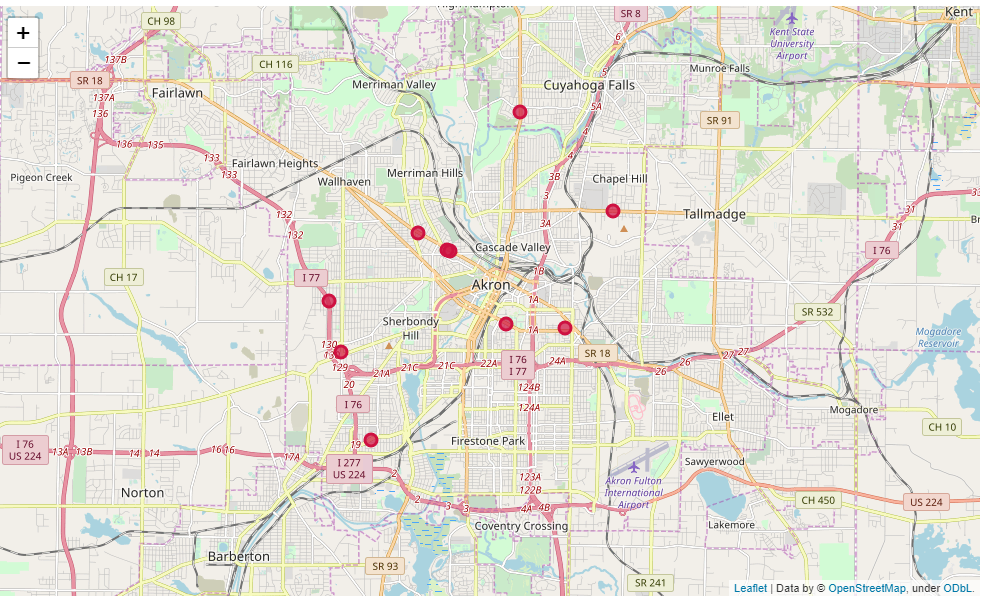 +
−
CH 98
SR 8
Kent
6
Kent State
University
Airport
137B
SR 18
CH 116
Merriman Valley
5
Munroe Falls
Fairlawn
Cuyahoga Falls
137A
136
5A
SR 91
4
136
135
133
133
Fairlawn Heights
4
Pigeon Creek
Wallhaven
Merriman Hills
3B
Chapel Hill
3
132
132
3A
Tallmadge
31
31
33
Br
Cascade Valley
I 76
CH 17
I 77
1B
Akron
1A
SR 532
Sherbondy
Hill
1A
Mogadore
Reservoir
130
129
21A
21C
21C
22A
I 76
I 77
24A
SR 18
26
26
27
27
20
124B
I 76
124A
Mogadore
Ellet
CH 10
I 76
US 224
13A
13B
14
14
16
16
17A
19
Firestone Park
I 277
US 224
2
Sawyerwood
123A
122B
Akron Fulton
International
Airport
Norton
2
3
3
4A
4B
CH 450
US 224
Coventry Crossing
Lakemore
Barberton
SR 93
SR 241
Leaflet | Data by © OpenStreetMap, under ODbL.